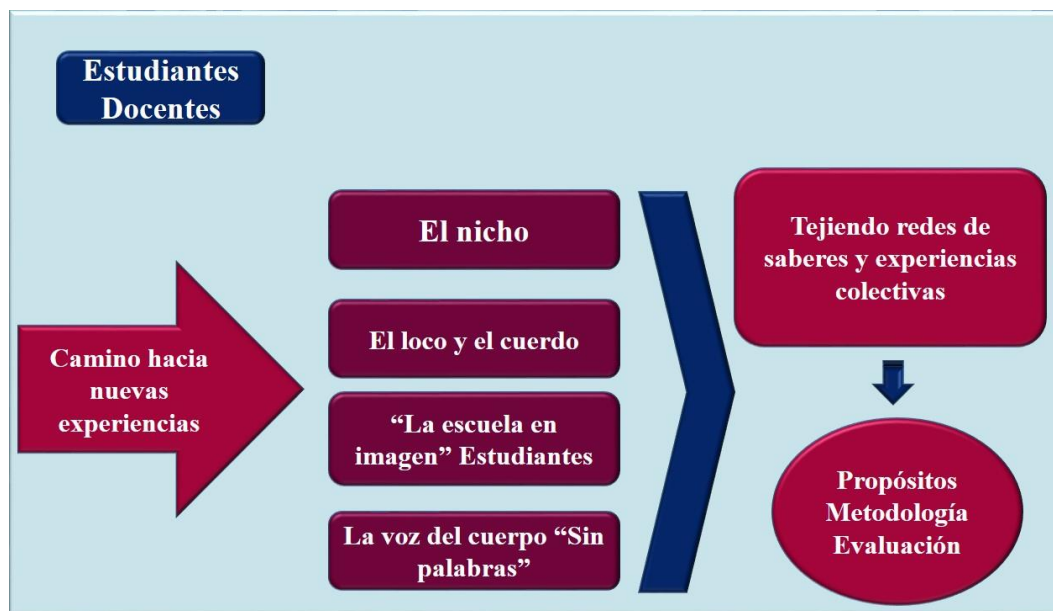 Estudiantes
Docentes
Camino hacia
nuevas
experiencias
El nicho
El loco y el cuerdo
“La escuela en
imagen” Estudiantes
La voz del cuerpo “Sin
palabras”
Tejiendo redes de
saberes y experiencias
colectivas
Propósitos
Metodología
Evaluación